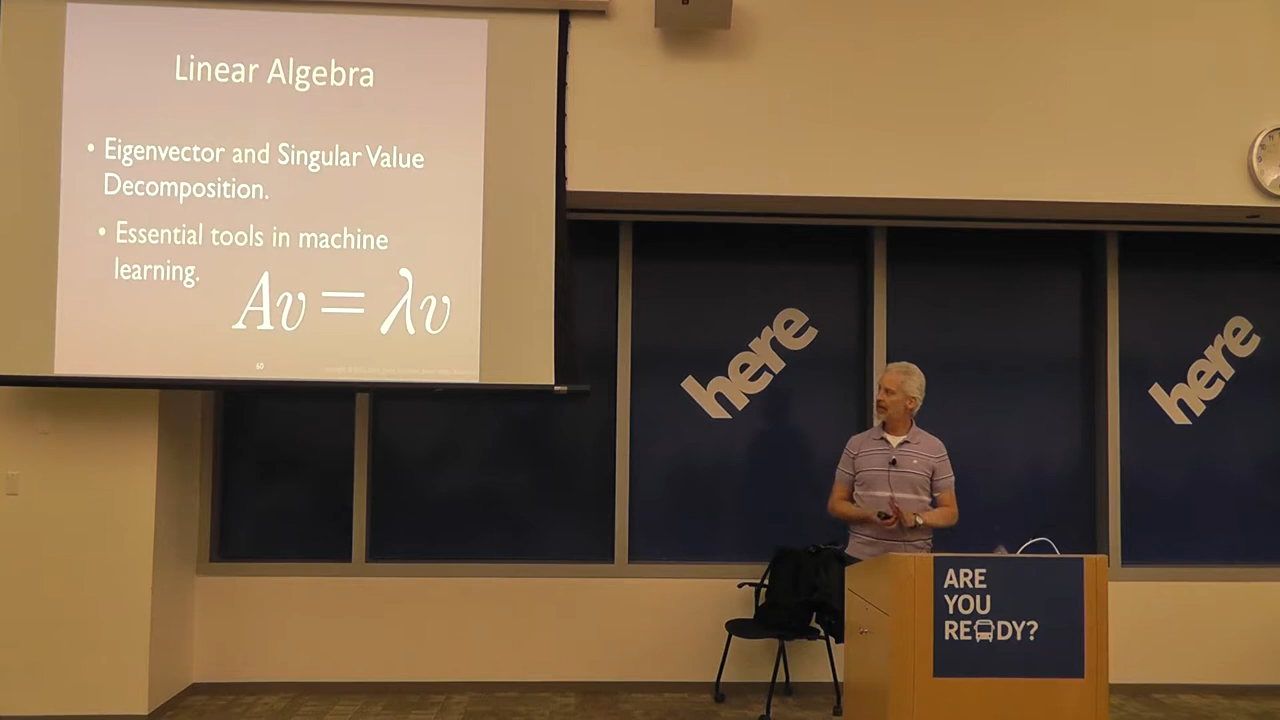 Linear Algebra
• Eigenvector and Singular Value
Decomposition.
• Essential tools in machine
learning.
Av = λv
60
here
here
ARE
YOU
READY?